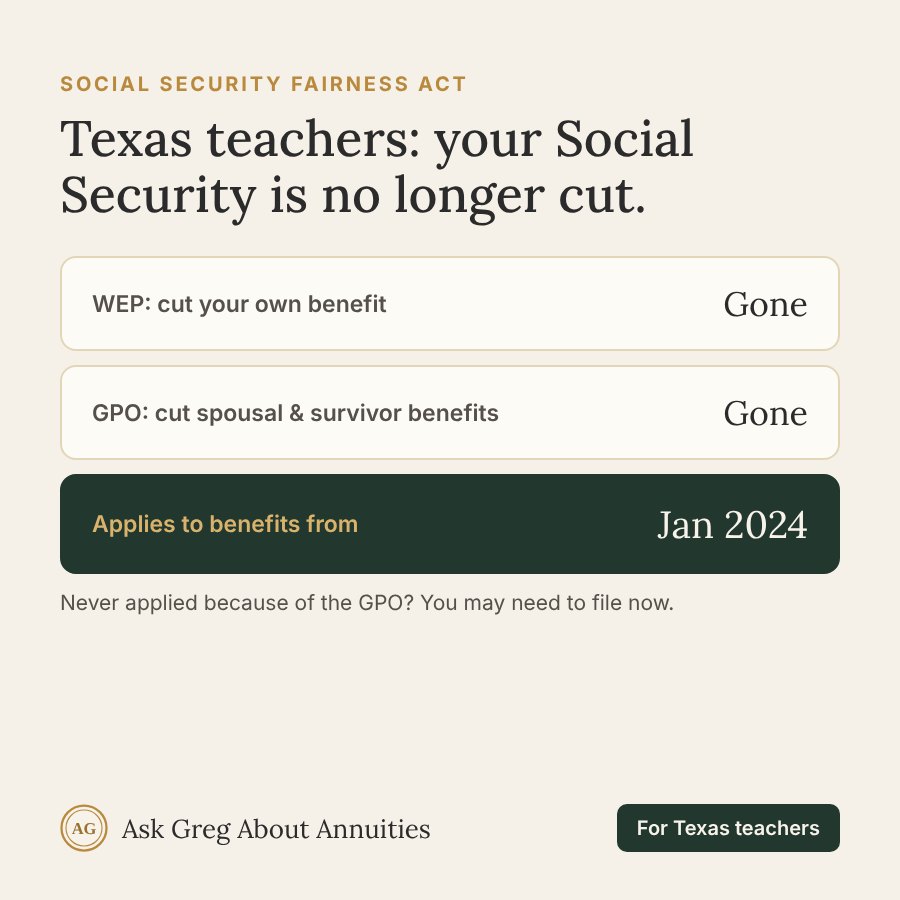 SOCIAL SECURITY FAIRNESS ACT
Texas teachers: your Social
Security is no longer cut.
WEP: cut your own benefit
Gone
GPO: cut spousal & survivor benefits
Gone
Applies to benefits from
Jan 2024
Never applied because of the GPO? You may need to file now.
AG
Ask Greg About Annuities
For Texas teachers